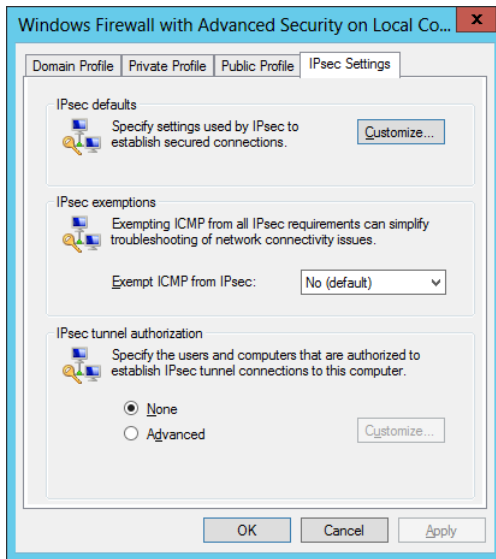 Windows Firewall with Advanced Security on Local Co...
x
Domain Profile Private Profile Public Profile IPsec Settings
IPsec defaults
Specify settings used by IPsec to
establish secured connections.
Customize...
IPsec exemptions
Exempting ICMP from all IPsec requirements can simplify
troubleshooting of network connectivity issues.
Exempt ICMP from IPsec: No (default)
IPsec tunnel authorization
Specify the users and computers that are authorized to
establish IPsec tunnel connections to this computer.
None
Advanced
Customize...
OK Cancel Apply